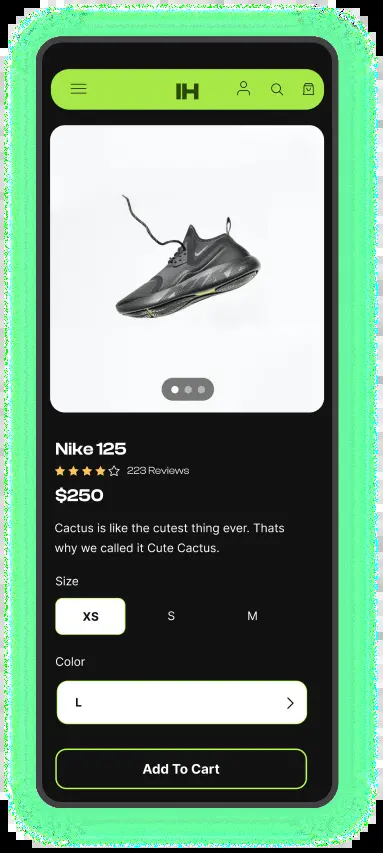 IH
Nike 125
223 Reviews
$250
Cactus is like the cutest thing ever. Thats
why we called it Cute Cactus.
Size
XS S M
Color
L
Add To Cart